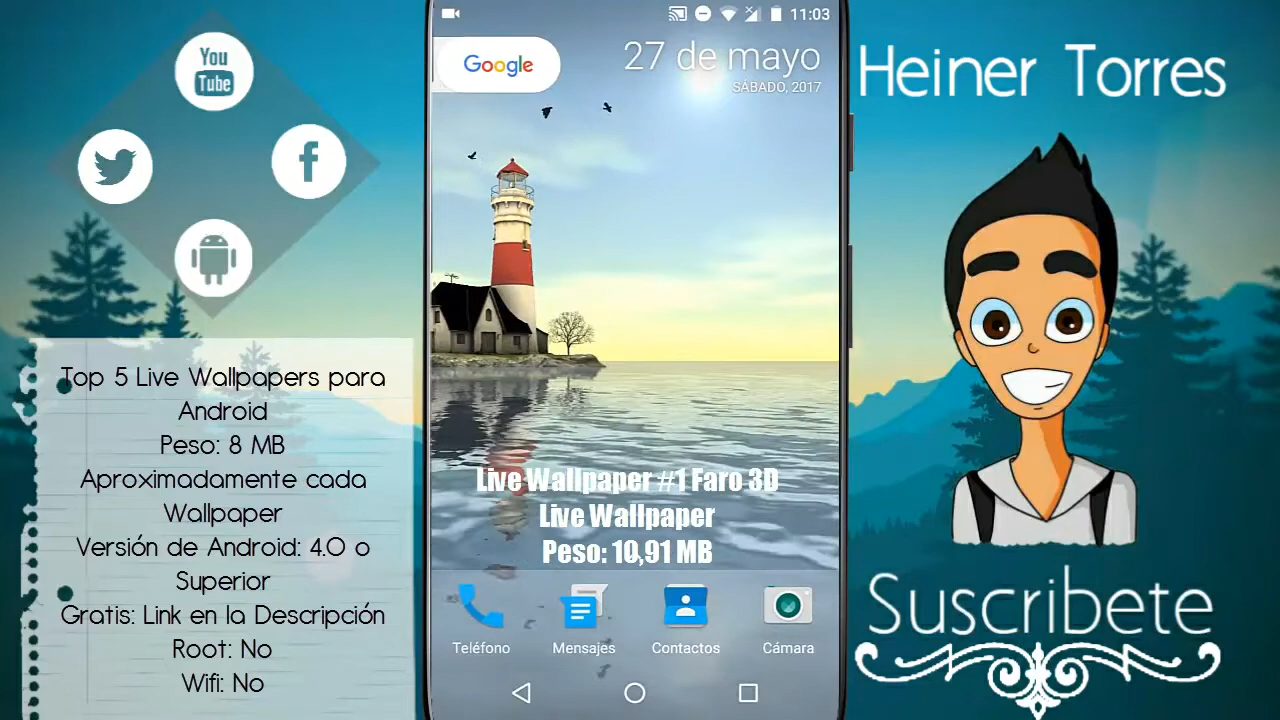 You
Tube
Top 5 Live Wallpapers para
Android
Peso: 8 MB
Aproximadamente cada
Wallpaper
Versión de Android: 4.0 o
Superior
Gratis: Link en la Descripción
Root: No
Wifi: No
11:03
Google
27 de mayo
SÁBADO, 2017
Live Wallpaper #1 Faro 3D
Live Wallpaper
Peso: 10,91 MB
Teléfono
Mensajes
Contactos
Cámara
Heiner Torres
Suscribete